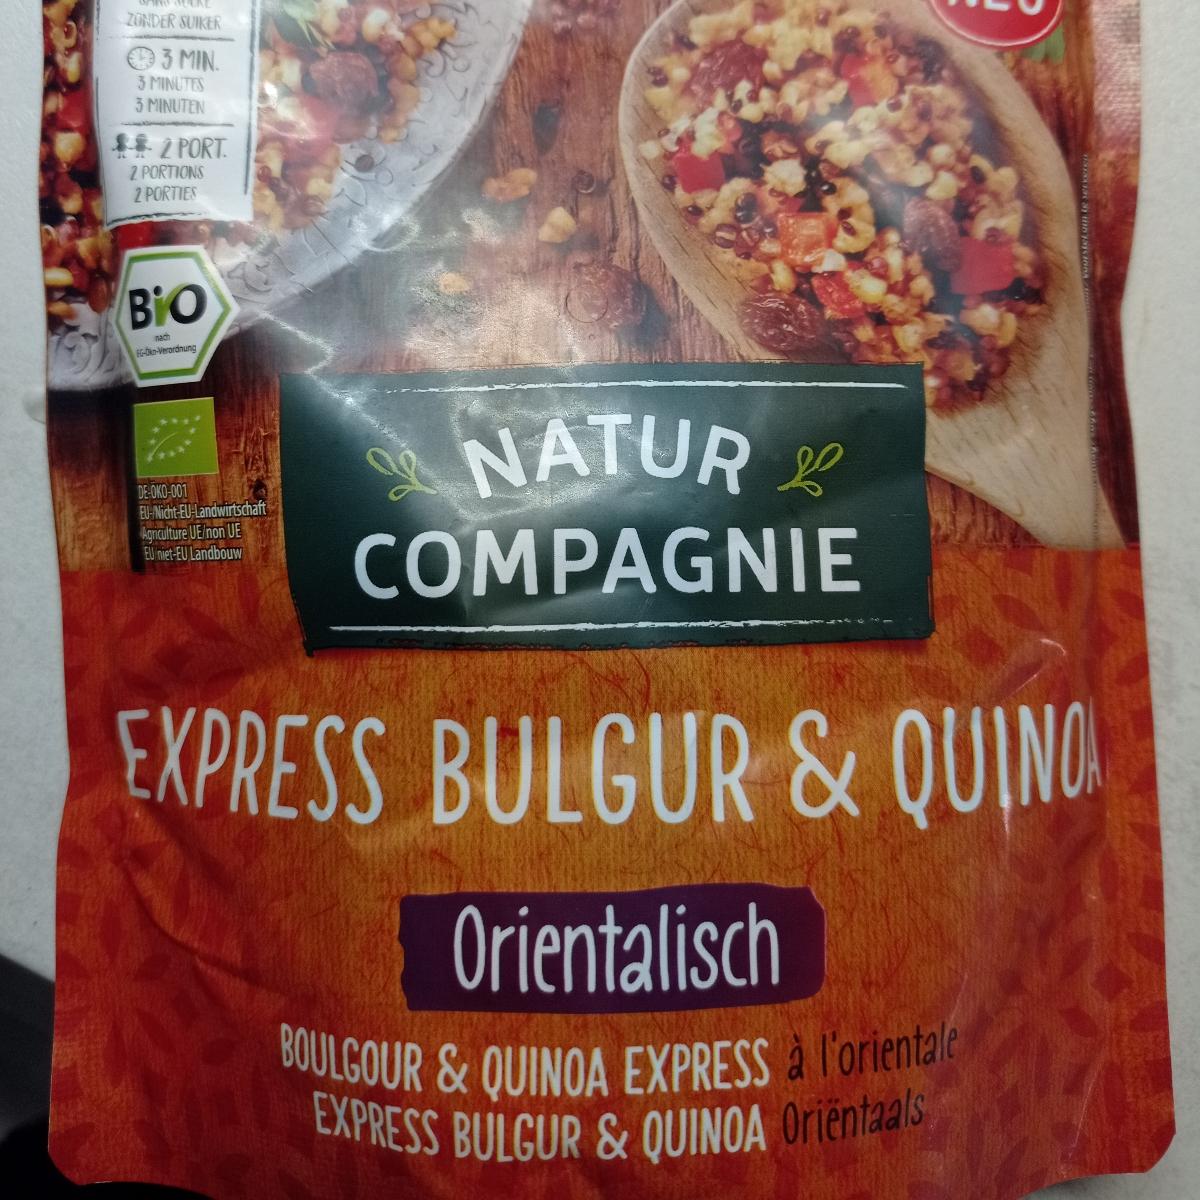 ZONDER SUIKER
3 MIN.
3 MINUTES
3 MINUTEN
2 PORT.
2 PORTIONS
2 PORTIES
NEU
BiO
nach
EG-Öko-Verordnung
DE-ÖKO-001
EU-/Nicht-EU-Landwirtschaft
Agriculture UE/non UE
EU niet-EU Landbouw
NATUR
COMPAGNIE
EXPRESS BULGUR & QUINOA
Orientalisch
BOULGOUR & QUINOA EXPRESS à l'orientale
EXPRESS BULGUR & QUINOA Oriëntaals